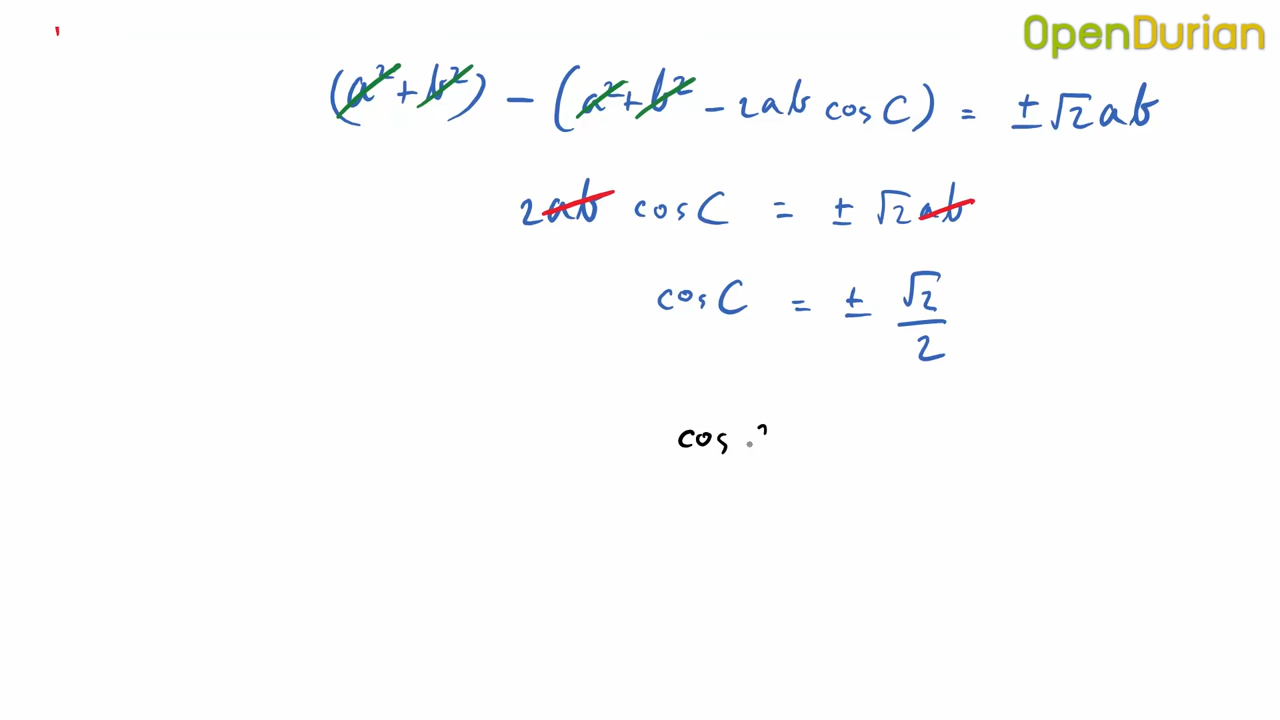 OpenDurian
(a² + b²) - (a² + b² - 2ab cos C) = ± √2 ab
2ab cos C = ± √2 ab
cos C = ± √2/2
cos